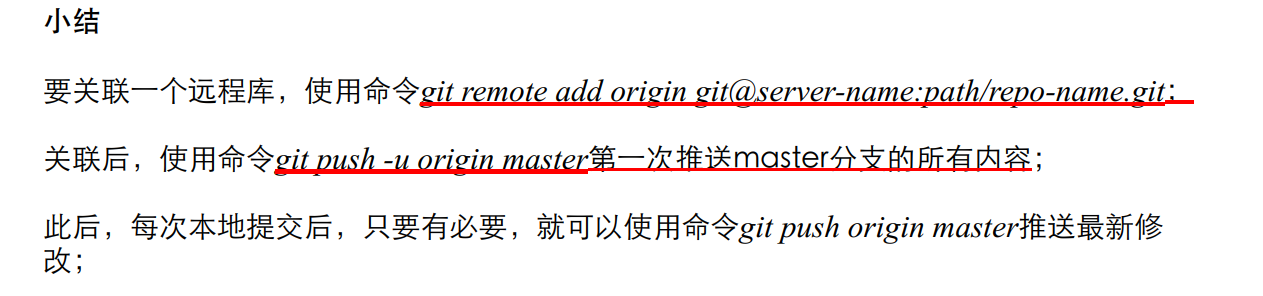 小结
要关联一个远程库，使用命令git remote add origin git@server-name:path/repo-name.git；
关联后，使用命令git push -u origin master第一次推送master分支的所有内容；
此后，每次本地提交后，只要有必要，就可以使用命令git push origin master推送最新修
改；